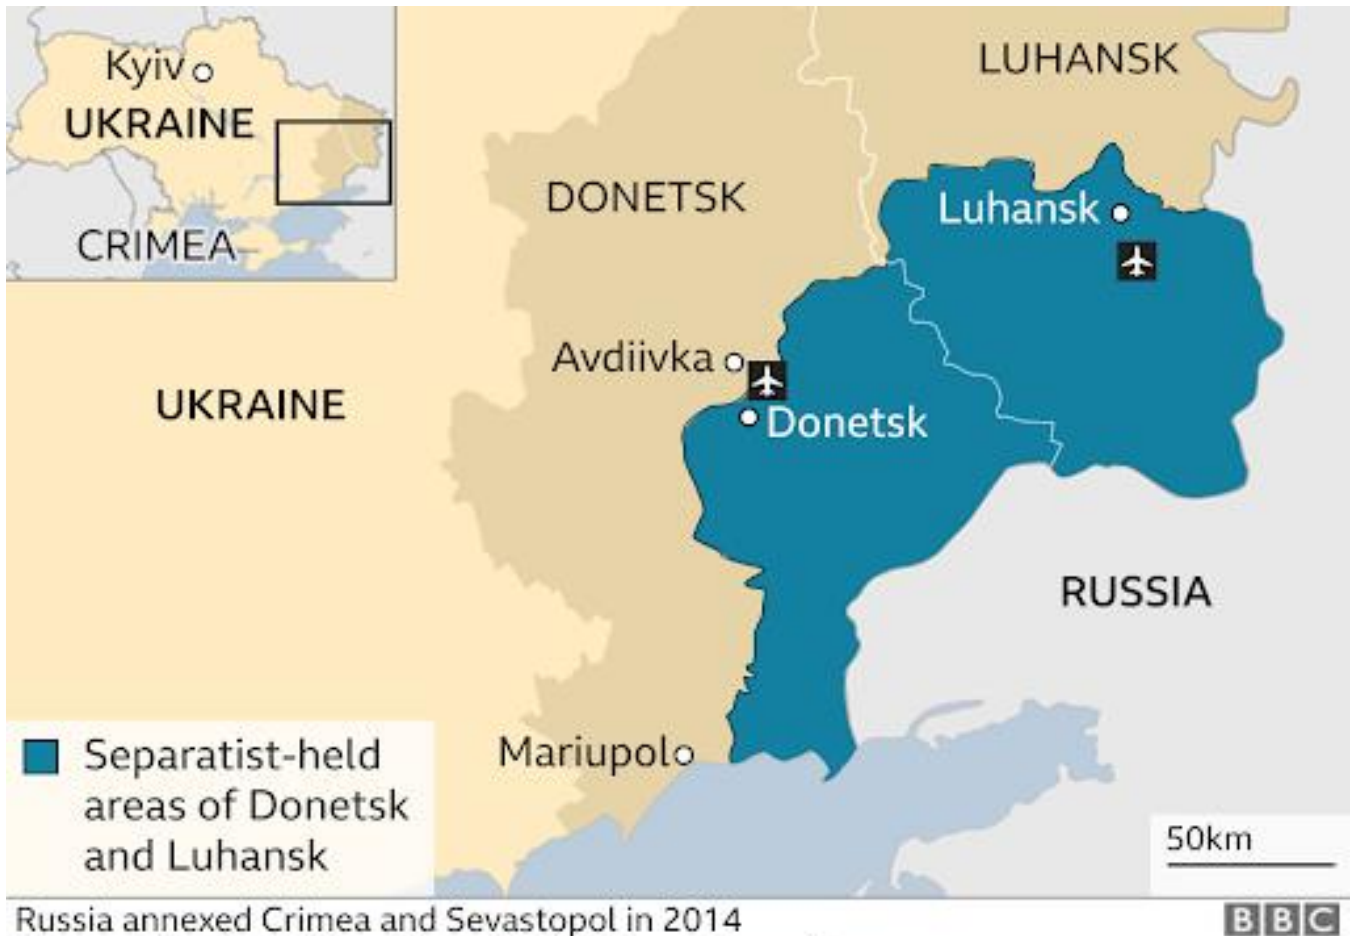 Kyiv
UKRAINE
CRIMEA
LUHANSK
DONETSK
Luhansk
Avdiivka
UKRAINE
Donetsk
RUSSIA
Mariupol
Separatist-held
areas of Donetsk
and Luhansk
50km
Russia annexed Crimea and Sevastopol in 2014
BBC